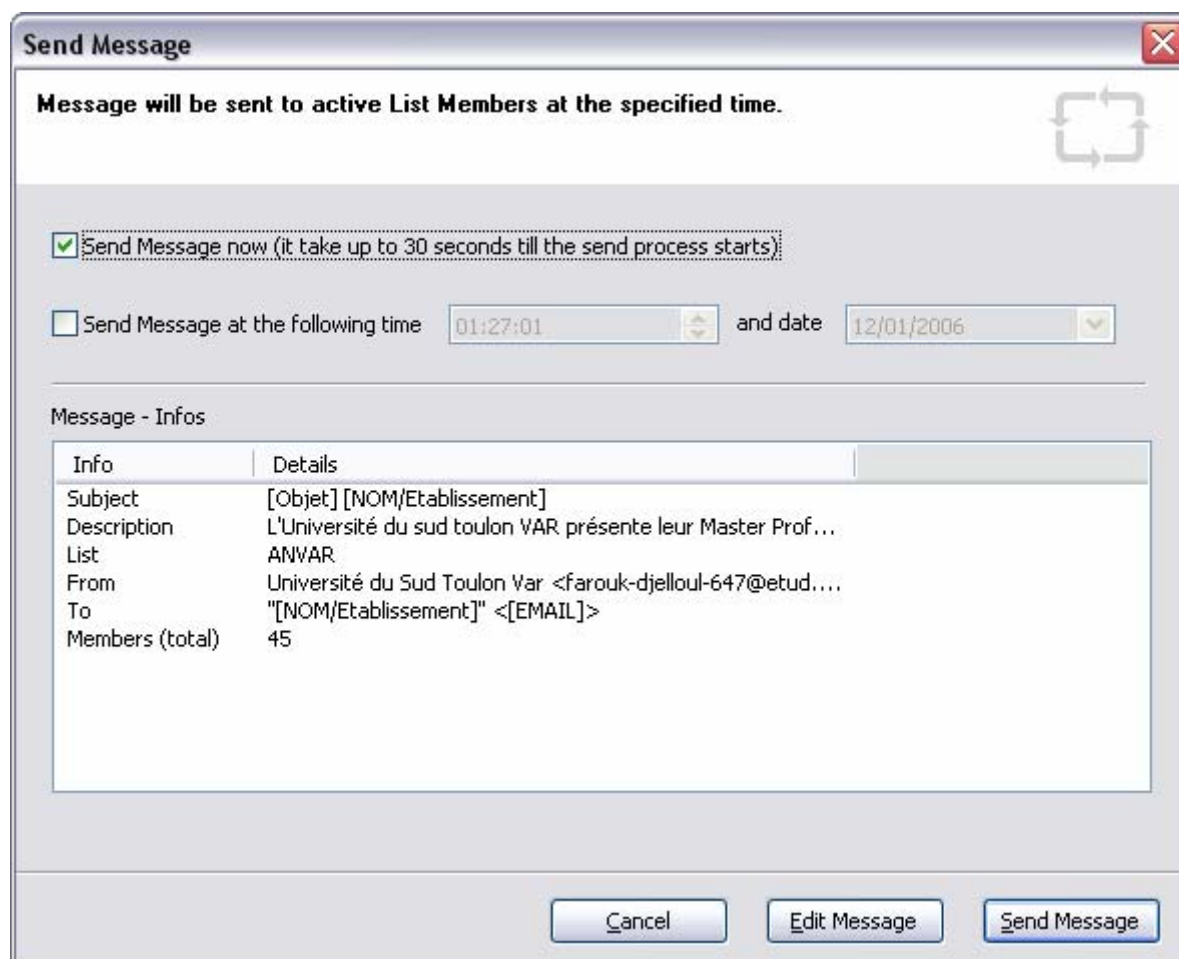 Send Message
Message will be sent to active List Members at the specified time.
Send Message now (it take up to 30 seconds till the send process starts)
Send Message at the following time 01:27:01 and date 12/01/2006
Message - Infos
Info Details
Subject [Objet] [NOM/Etablissement]
Description L'Université du sud toulon VAR présente leur Master Prof...
List ANVAR
From Université du Sud Toulon Var <farouk-djelloul-647@etud....
To "[NOM/Etablissement]" <[EMAIL]>
Members (total) 45
Cancel Edit Message Send Message